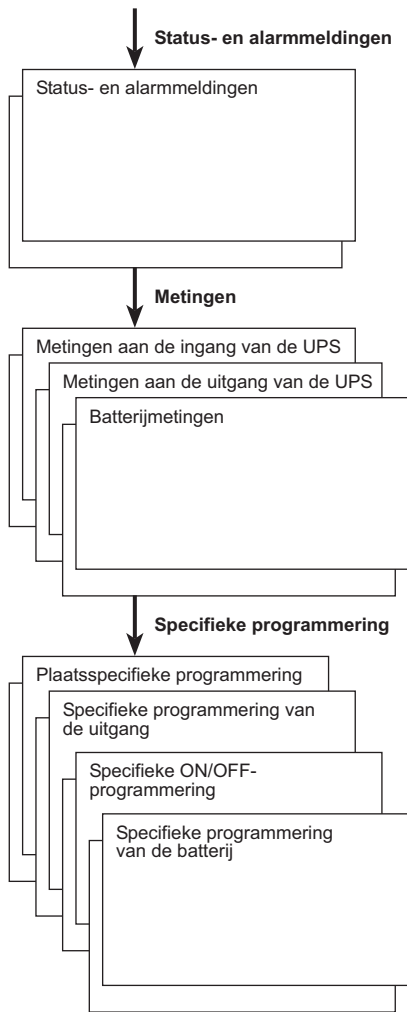 Status- en alarmmeldingen
Status- en alarmmeldingen
Metingen
Metingen aan de ingang van de UPS
Metingen aan de uitgang van de UPS
Batterijmetingen
Specifieke programmering
Plaatsspecifieke programmering
Specifieke programmering van
de uitgang
Specifieke ON/OFF-
programmering
Specifieke programmering
van de batterij